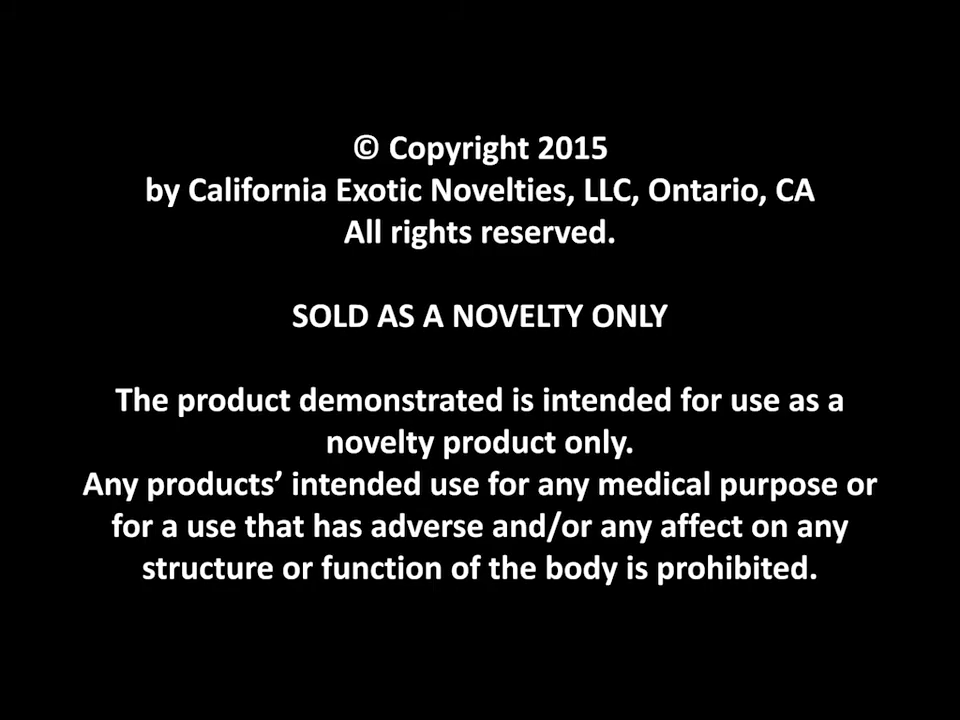 © Copyright 2015
by California Exotic Novelties, LLC, Ontario, CA
All rights reserved.
SOLD AS A NOVELTY ONLY
The product demonstrated is intended for use as a
novelty product only.
Any products’ intended use for any medical purpose or
for a use that has adverse and/or any affect on any
structure or function of the body is prohibited.